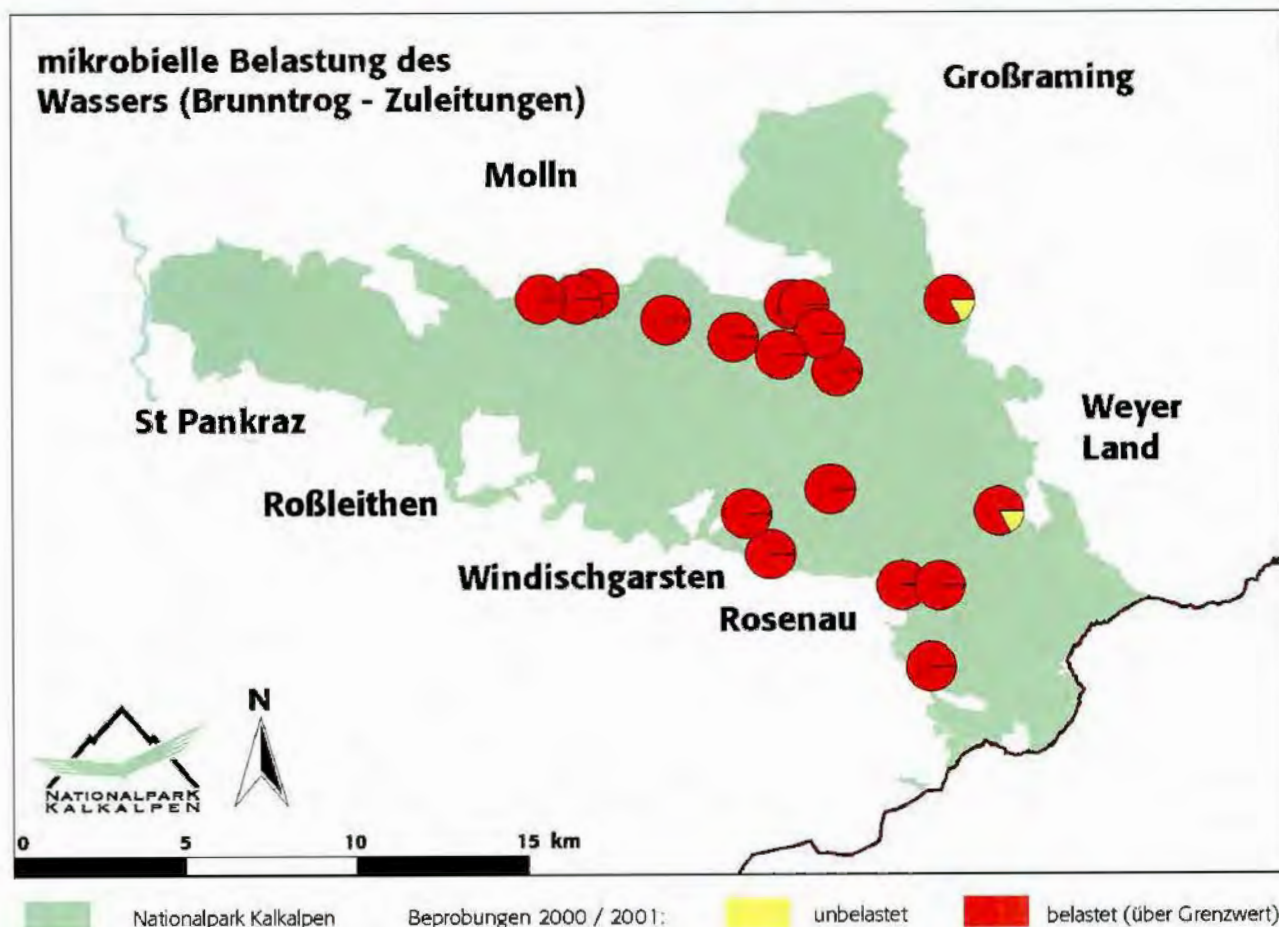 mikrobielle Belastung des
Wassers (Brunntrog - Zuleitungen)
Großraming
Molln
St Pankraz
Weyer
Land
Roßleithen
Windischgarsten
Rosenau
N
NATIONALPARK
KALKALPEN
0 5 10 15 km
Nationalpark Kalkalpen Beprobungen 2000 / 2001: unbelastet belastet (über Grenzwert)